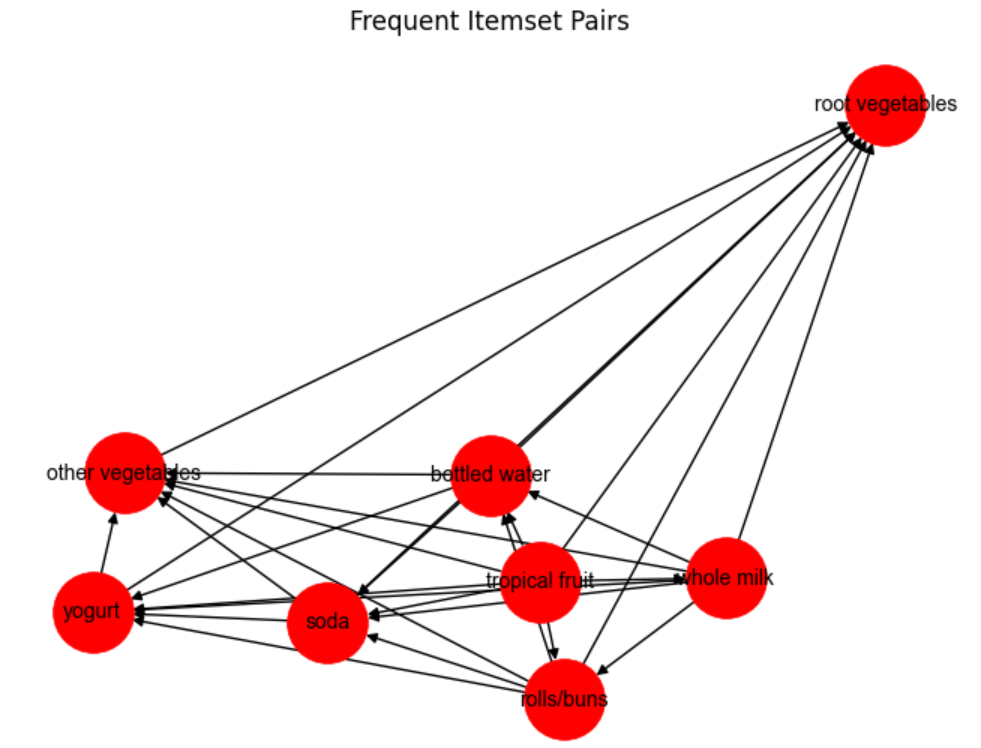 Frequent Itemset Pairs
root vegetables
other vegetables
bottled water
tropical fruit
whole milk
yogurt
soda
rolls/buns